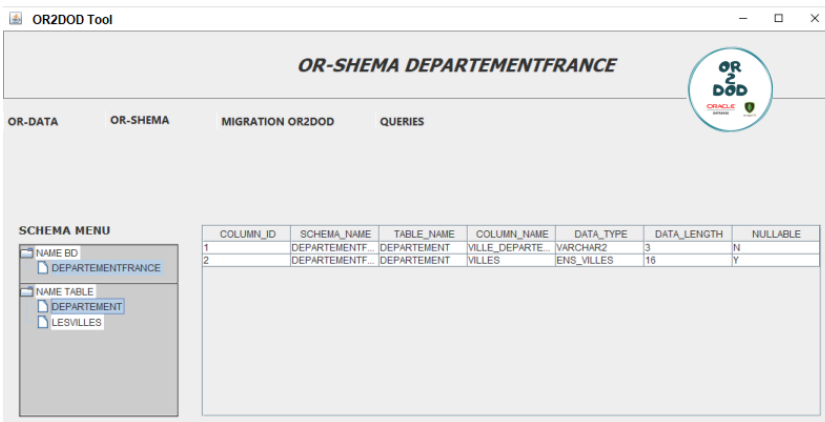 OR2DOD Tool
OR-SHEMA DEPARTEMENTFRANCE
OR
2
DOD
ORACLE
DATABASE
OR-DATA OR-SHEMA MIGRATION OR2DOD QUERIES
SCHEMA MENU
NAME BD
DEPARTEMENTFRANCE
NAME TABLE
DEPARTEMENT
LESVILLES
COLUMN_ID SCHEMA_NAME TABLE_NAME COLUMN_NAME DATA_TYPE DATA_LENGTH NULLABLE
1 DEPARTEMENTF... DEPARTEMENT VILLE_DEPARTE... VARCHAR2 3 N
2 DEPARTEMENTF... DEPARTEMENT VILLES ENS_VILLES 16 Y